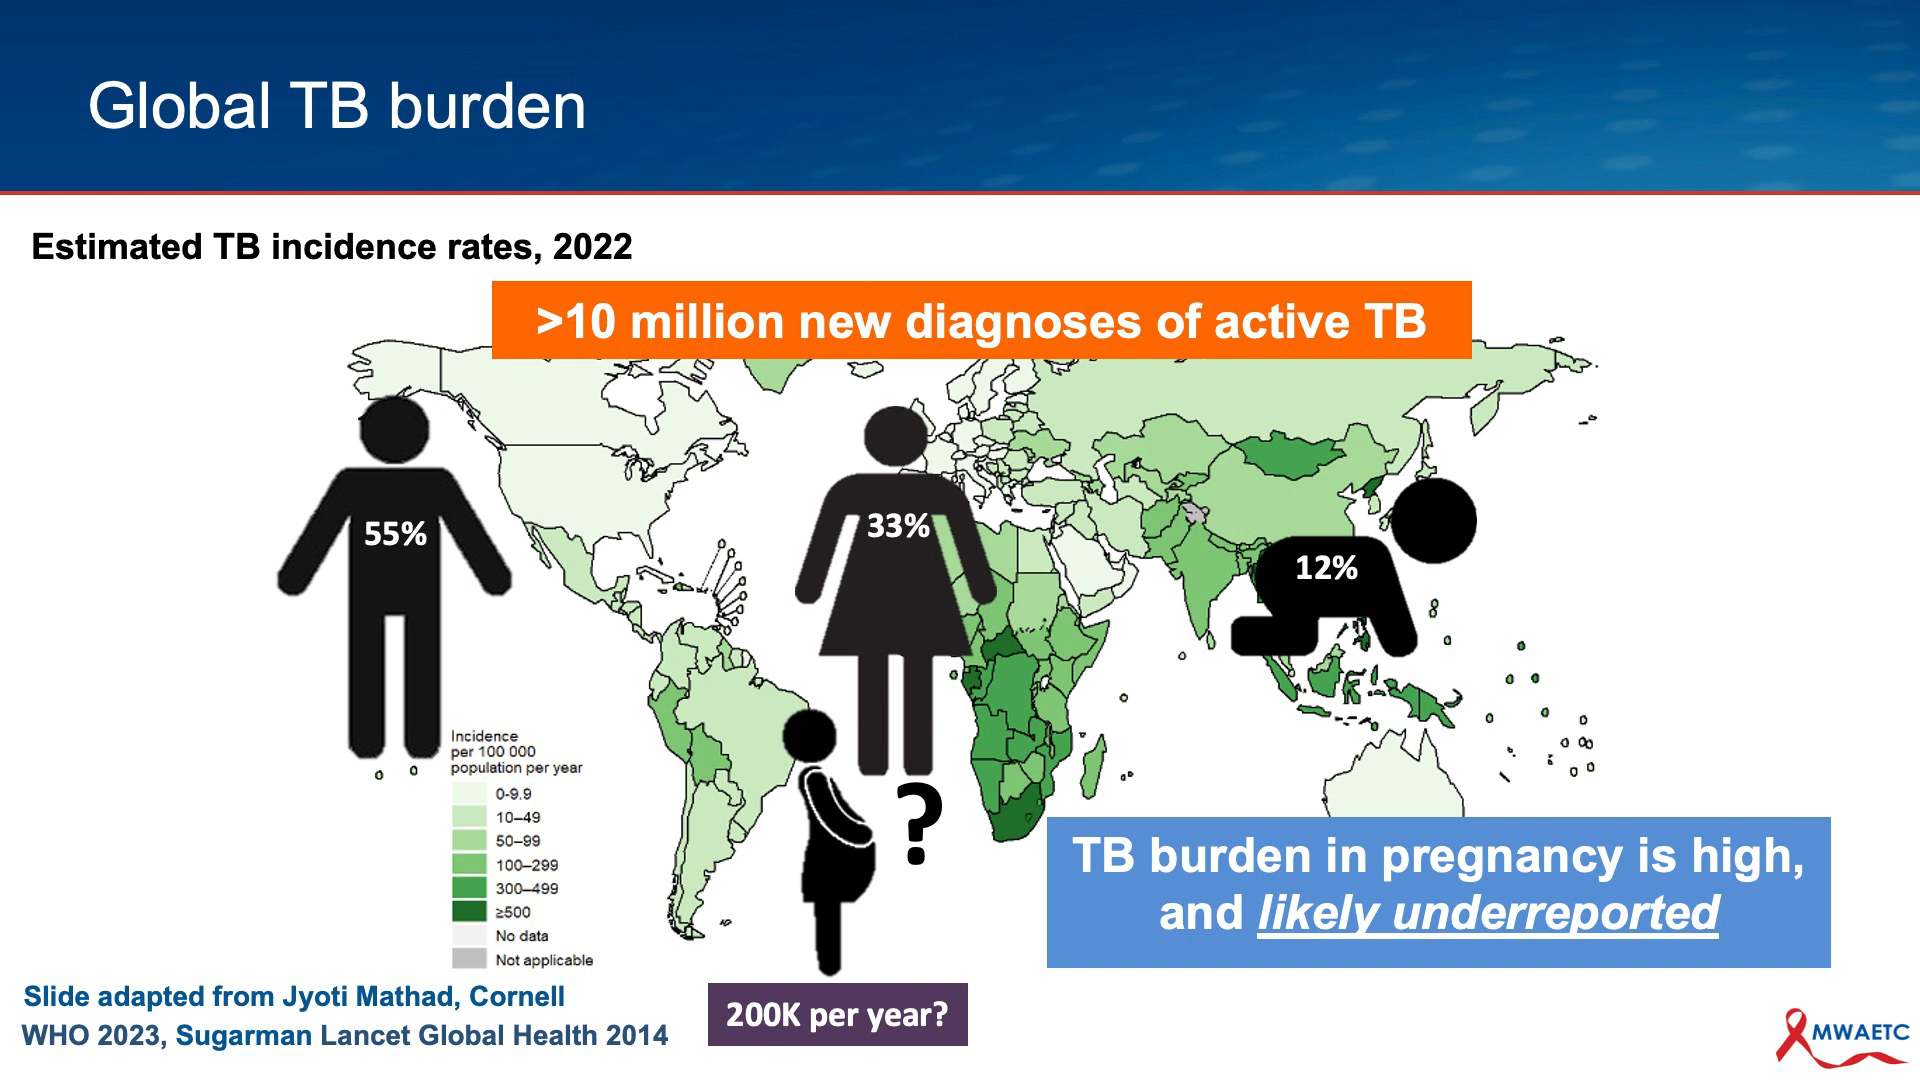 Global TB burden
Estimated TB incidence rates, 2022
>10 million new diagnoses of active TB
55%
33%
12%
Incidence
per 100 000
population per year
0-9.9
10–49
50–99
100–299
300–499
≥500
No data
Not applicable
?
TB burden in pregnancy is high,
and likely underreported
200K per year?
Slide adapted from Jyoti Mathad, Cornell
WHO 2023, Sugarman Lancet Global Health 2014
MWAETC